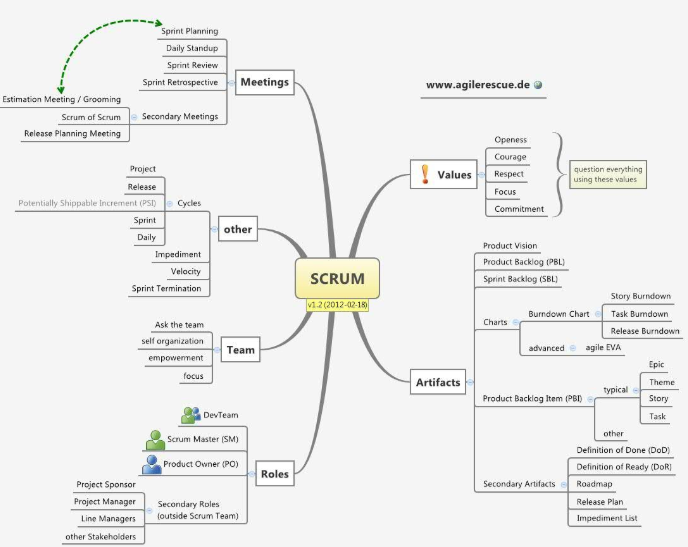 Sprint Planning
Daily Standup
Sprint Review
Sprint Retrospective
Meetings
Estimation Meeting / Grooming
Scrum of Scrum
Secondary Meetings
Release Planning Meeting
www.agilerescue.de
Openess
Courage
Values
Respect
Focus
Commitment
question everything
using these values
Project
Release
Potentially Shippable Increment (PSI)
Cycles
Sprint
Daily
other
Impediment
Velocity
Sprint Termination
SCRUM
v1.2 (2012-02-18)
Ask the team
self organization
Team
empowerment
focus
DevTeam
Scrum Master (SM)
Product Owner (PO)
Roles
Project Sponsor
Project Manager
Line Managers
other Stakeholders
Secondary Roles
(outside Scrum Team)
Artifacts
Product Vision
Product Backlog (PBL)
Sprint Backlog (SBL)
Charts
Burndown Chart
Story Burndown
Task Burndown
Release Burndown
advanced
agile EVA
Product Backlog Item (PBI)
typical
Epic
Theme
Story
Task
other
Secondary Artifacts
Definition of Done (DoD)
Definition of Ready (DoR)
Roadmap
Release Plan
Impediment List